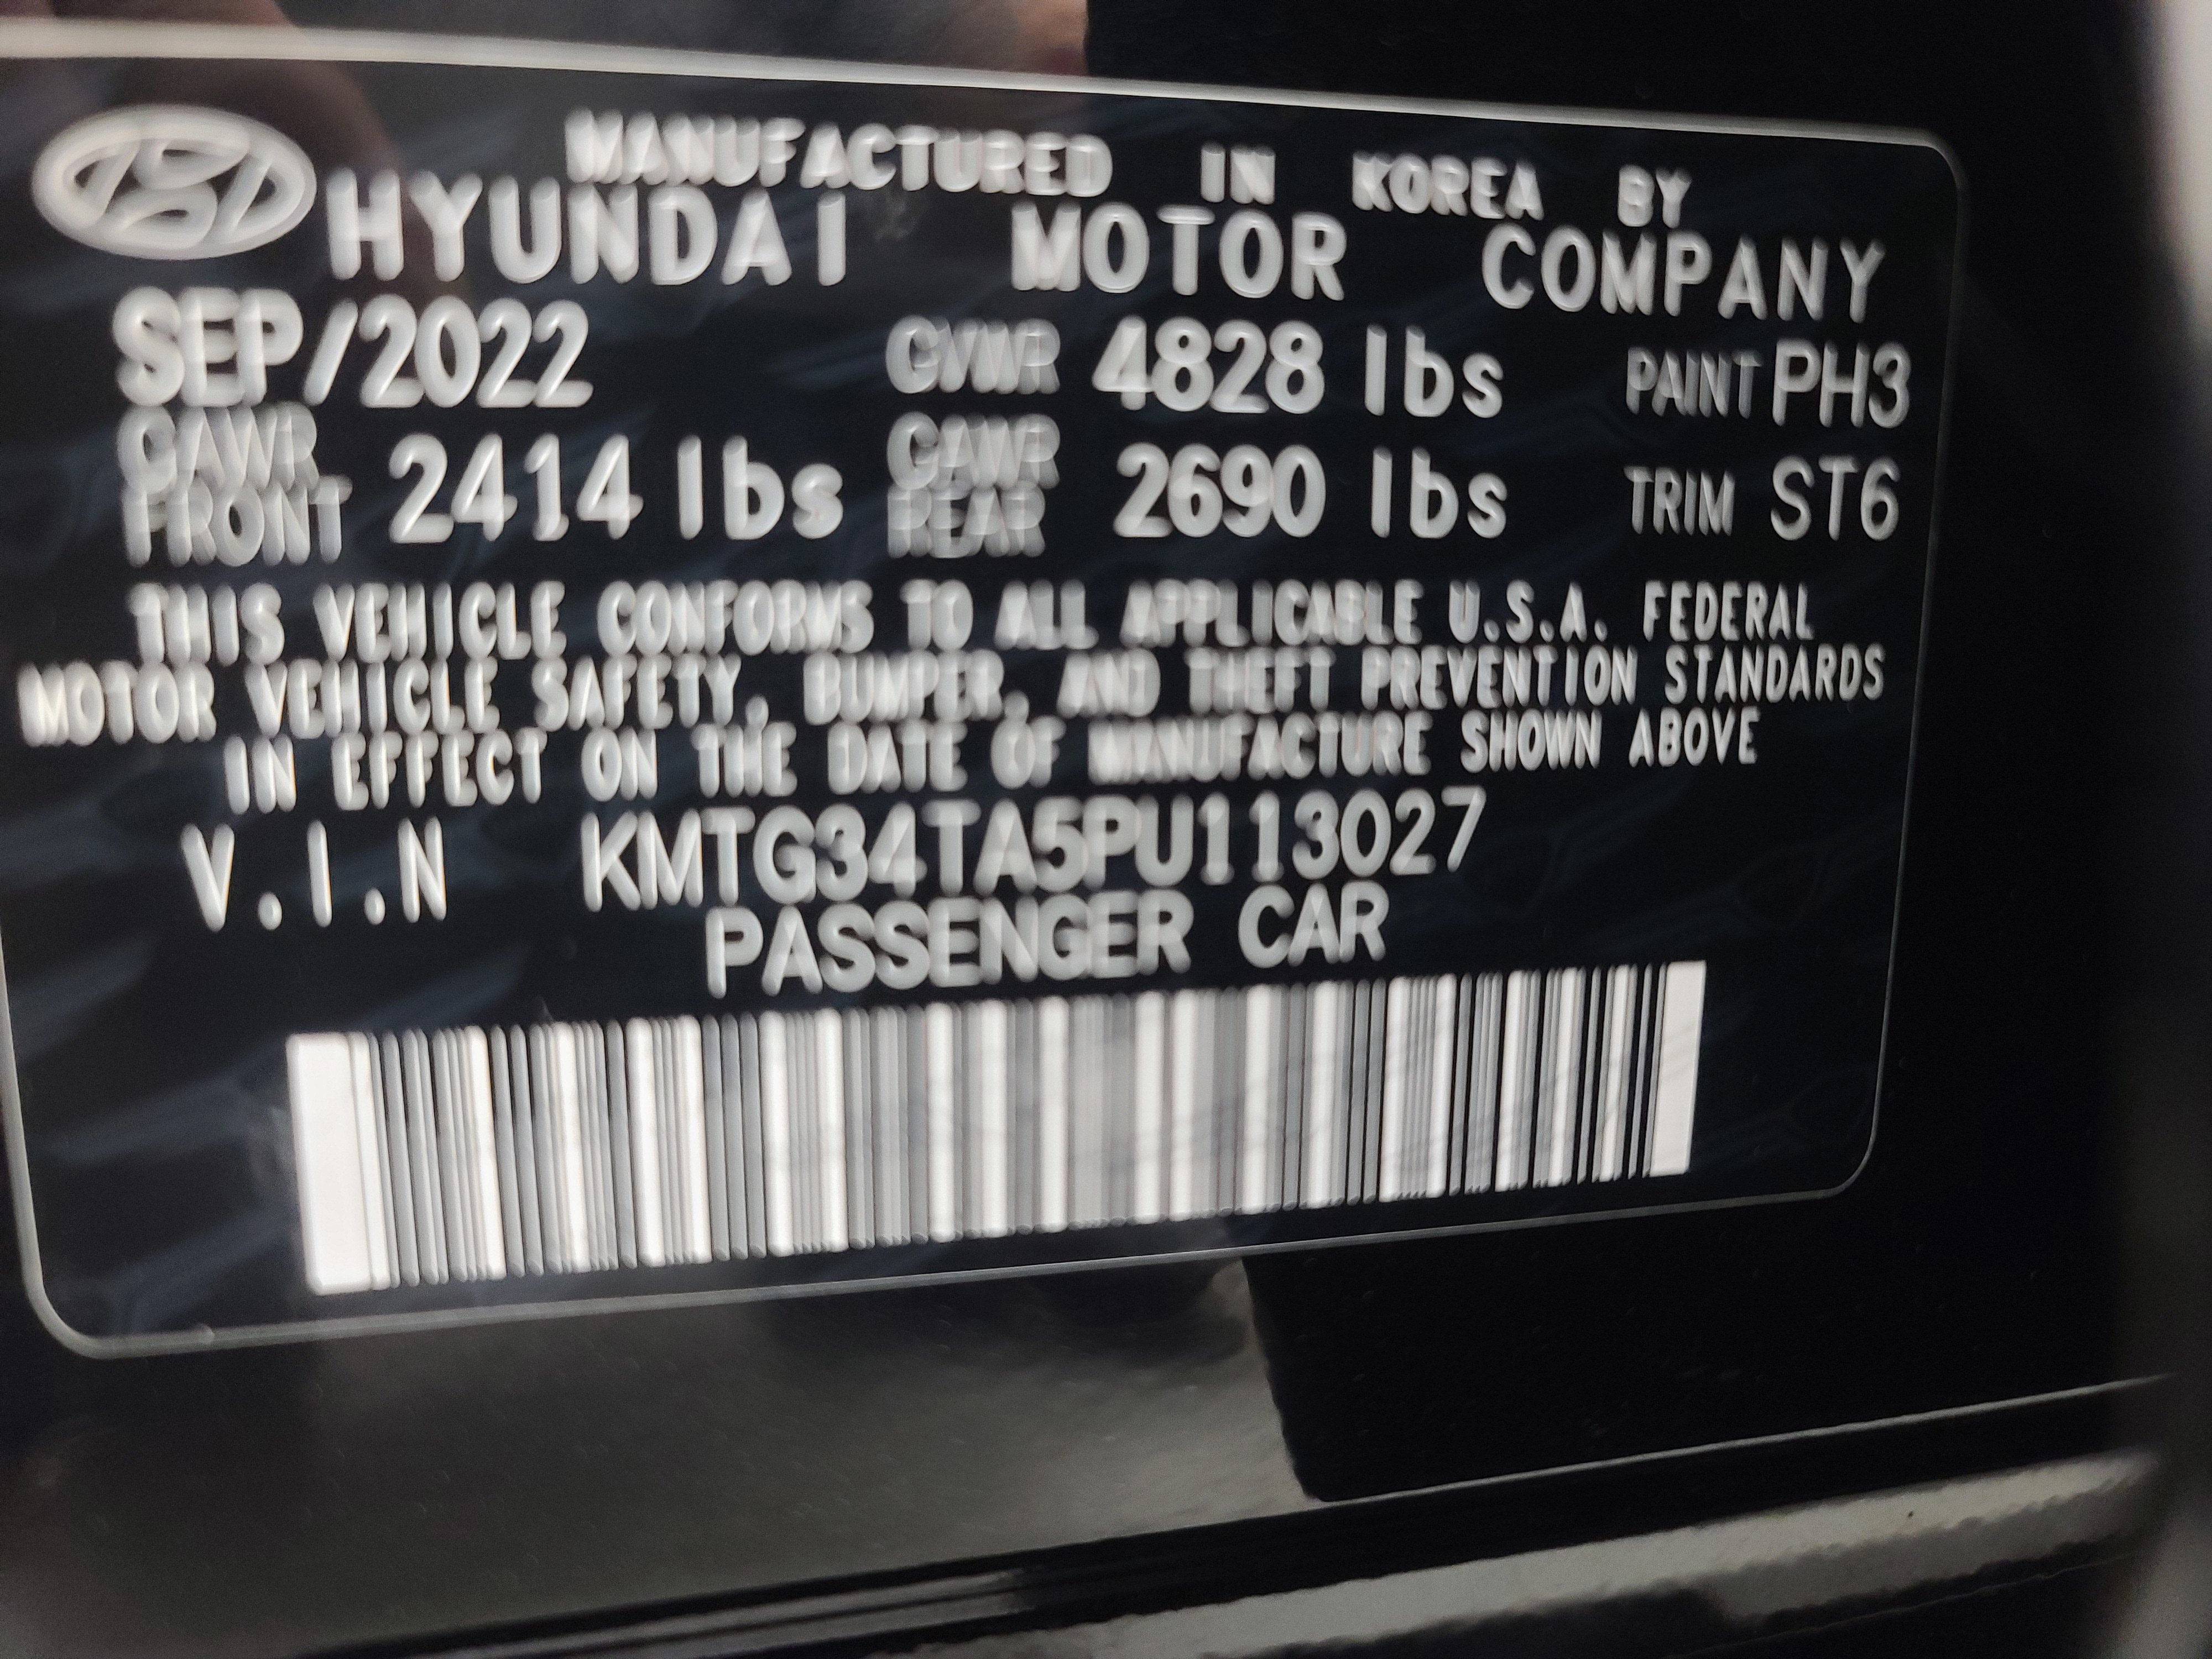 MANUFACTURED IN KOREA BY
HYUNDAI MOTOR COMPANY
SEP/2022 GVWR 4828 lbs PAINT PH3
GAWR FRONT 2414 lbs GAWR REAR 2690 lbs TRIM ST6
THIS VEHICLE CONFORMS TO ALL APPLICABLE U.S.A. FEDERAL
MOTOR VEHICLE SAFETY, BUMPER, AND THEFT PREVENTION STANDARDS
IN EFFECT ON THE DATE OF MANUFACTURE SHOWN ABOVE
V.I.N KMTG34TA5PU113027
PASSENGER CAR